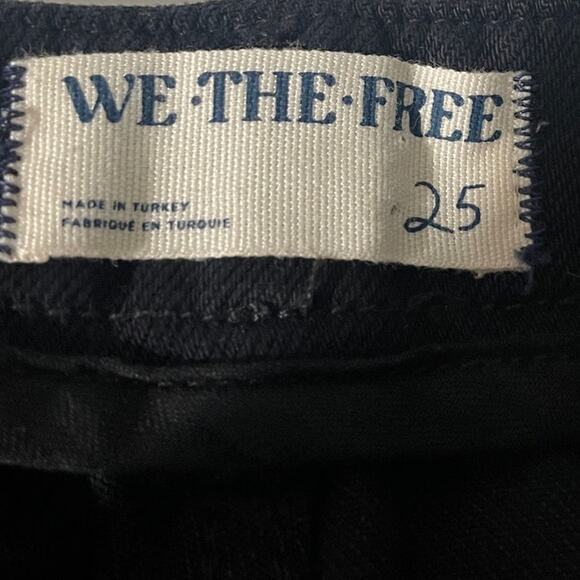 WE·THE·FREE
25
MADE IN TURKEY
FABRIQUÉ EN TURQUIE